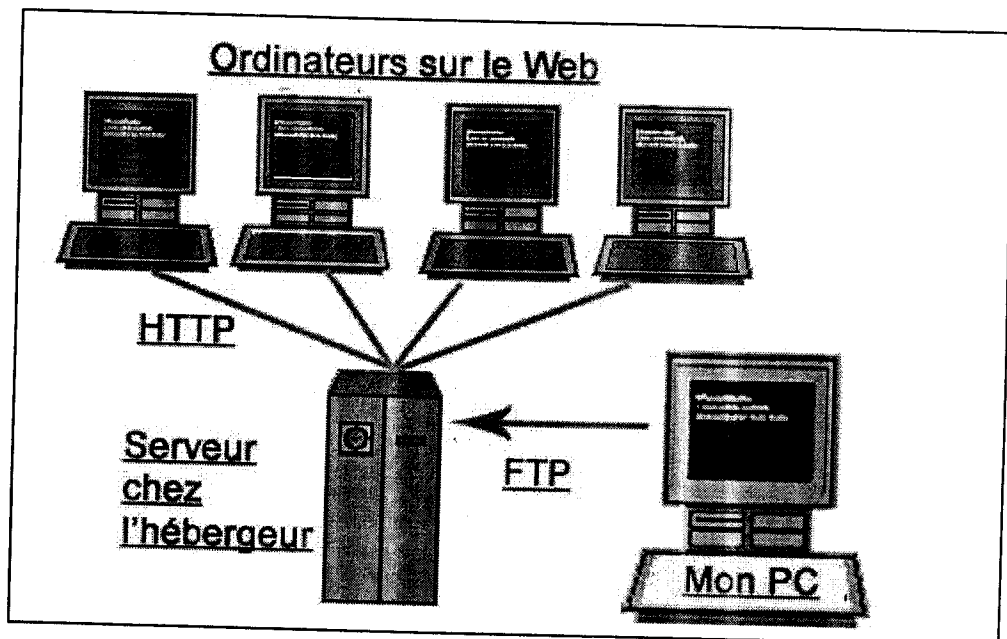 Ordinateurs sur le Web
HTTP
Serveur
chez
l'hébergeur
FTP
Mon PC